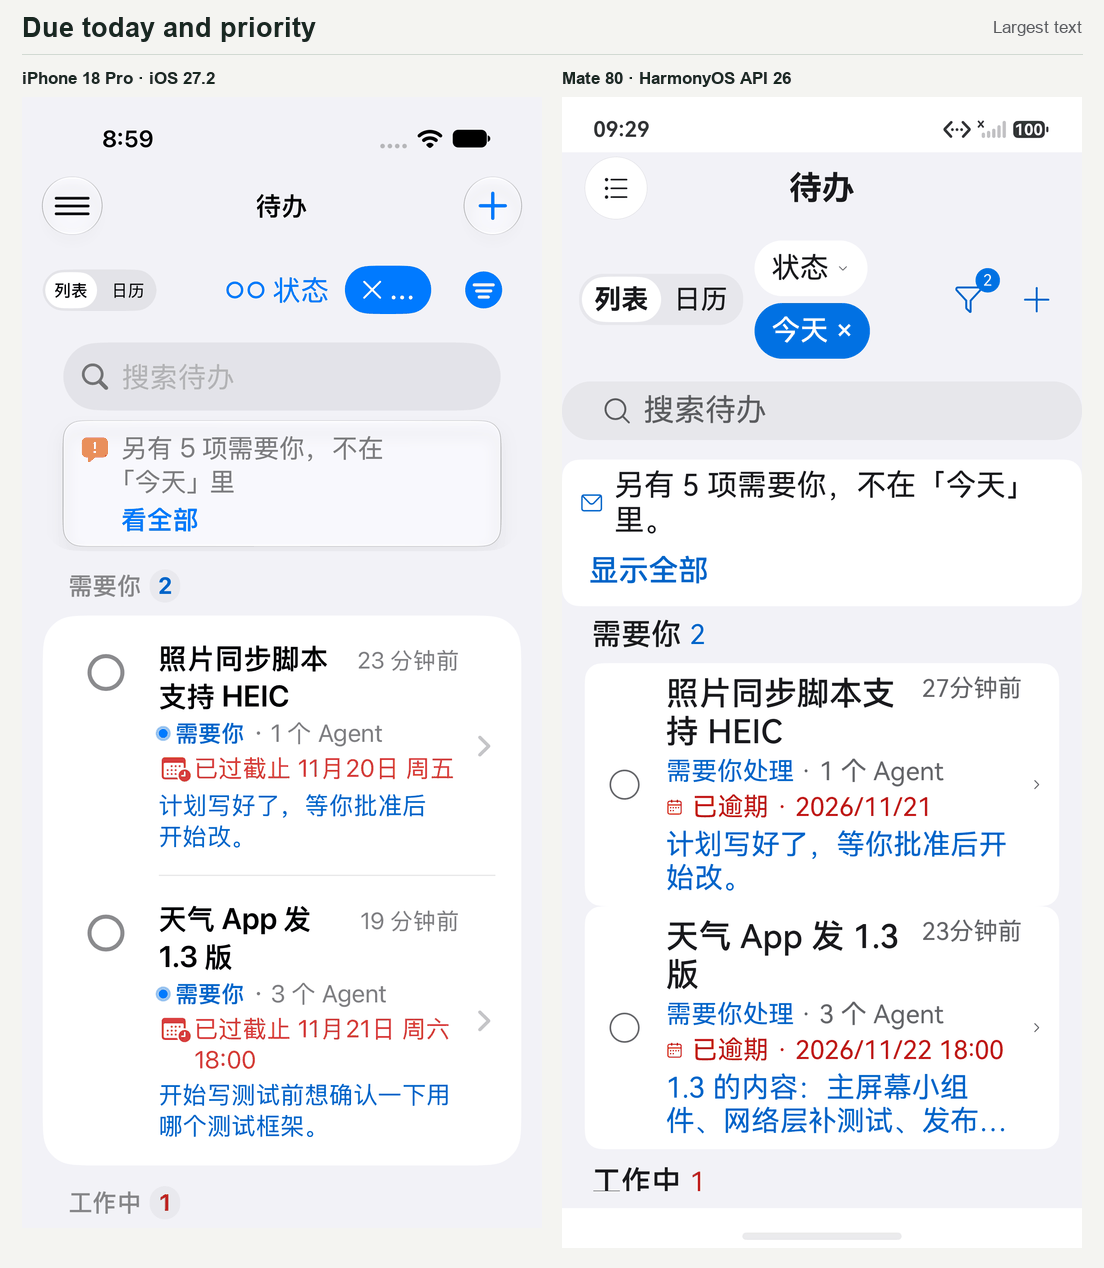 Due today and priority
Largest text
iPhone 18 Pro · iOS 27.2
8:59
待办
列表
日历
状态
...
搜索待办
另有 5 项需要你，不在
「今天」里
看全部
需要你 2
照片同步脚本
支持 HEIC
23 分钟前
需要你 · 1 个 Agent
已过截止 11月20日 周五
计划写好了，等你批准后
开始改。
天气 App 发
1.3 版
19 分钟前
需要你 · 3 个 Agent
已过截止 11月21日 周六
18:00
开始写测试前想确认一下用
哪个测试框架。
工作中 1
Mate 80 · HarmonyOS API 26
09:29
100
待办
列表
日历
状态
今天 ×
2
搜索待办
另有 5 项需要你，不在「今天」
里。
显示全部
需要你 2
照片同步脚本支
持 HEIC
27分钟前
需要你处理 · 1 个 Agent
已逾期 · 2026/11/21
计划写好了，等你批准后开
始改。
天气 App 发 1.3
版
23分钟前
需要你处理 · 3 个 Agent
已逾期 · 2026/11/22 18:00
1.3 的内容：主屏幕小组
件、网络层补测试、发布...
工作中 1